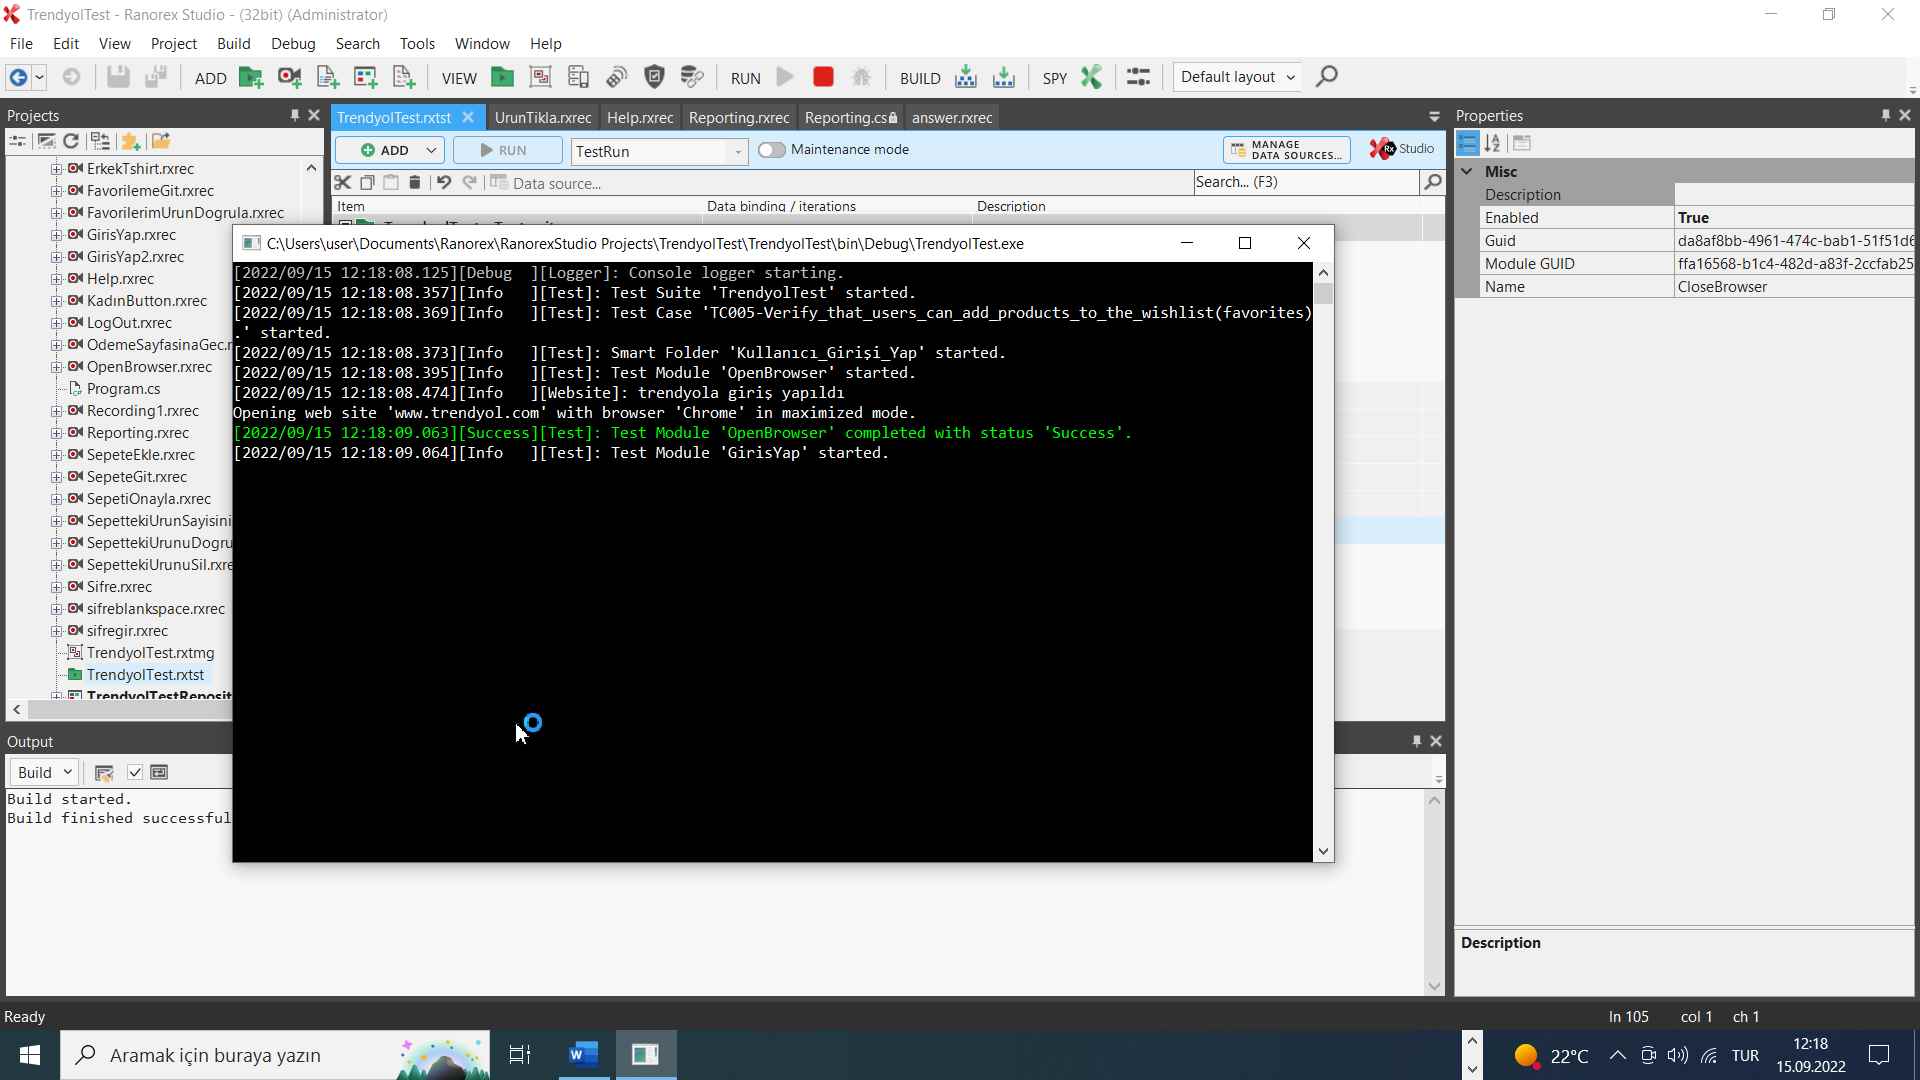 TrendyolTest - Ranorex Studio - (32bit) (Administrator)
File Edit View Project Build Debug Search Tools Window Help
ADD VIEW RUN BUILD SPY Default layout
Projects
ErkekTshirt.rxrec
FavorilemeGit.rxrec
FavorilerimUrunDogrula.rxrec
GirisYap.rxrec
GirisYap2.rxrec
Help.rxrec
KadınButton.rxrec
LogOut.rxrec
OdemeSayfasinaGec.r
OpenBrowser.rxrec
Program.cs
Recording1.rxrec
Reporting.rxrec
SepeteEkle.rxrec
SepeteGit.rxrec
SepetiOnayla.rxrec
SepettekiUrunSayisini
SepettekiUrunuDogru
SepettekiUrunuSil.rxre
Sifre.rxrec
sifreblankspace.rxrec
sifregir.rxrec
TrendyolTest.rxtmg
TrendyolTest.rxtst
TrendyolTestReposit
TrendyolTest.rxtst UrunTikla.rxrec Help.rxrec Reporting.rxrec Reporting.cs answer.rxrec
ADD RUN TestRun Maintenance mode MANAGE DATA SOURCES... Rx Studio
Data source... Search... (F3)
Item Data binding / iterations Description
C:\Users\user\Documents\Ranorex\RanorexStudio Projects\TrendyolTest\TrendyolTest\bin\Debug\TrendyolTest.exe
[2022/09/15 12:18:08.125][Debug  ][Logger]: Console logger starting.
[2022/09/15 12:18:08.357][Info   ][Test]: Test Suite 'TrendyolTest' started.
[2022/09/15 12:18:08.369][Info   ][Test]: Test Case 'TC005-Verify_that_users_can_add_products_to_the_wishlist(favorites)
.' started.
[2022/09/15 12:18:08.373][Info   ][Test]: Smart Folder 'Kullanıcı_Girişi_Yap' started.
[2022/09/15 12:18:08.395][Info   ][Test]: Test Module 'OpenBrowser' started.
[2022/09/15 12:18:08.474][Info   ][Website]: trendyola giriş yapıldı
Opening web site 'www.trendyol.com' with browser 'Chrome' in maximized mode.
[2022/09/15 12:18:09.063][Success][Test]: Test Module 'OpenBrowser' completed with status 'Success'.
[2022/09/15 12:18:09.064][Info   ][Test]: Test Module 'GirisYap' started.
Properties
Misc
Description
Enabled True
Guid da8af8bb-4961-474c-bab1-51f51d6
Module GUID ffa16568-b1c4-482d-a83f-2ccfab25
Name CloseBrowser
Description
Output
Build
Build started.
Build finished successful
Ready
ln 105 col 1 ch 1
Aramak için buraya yazın
22°C TUR
12:18
15.09.2022